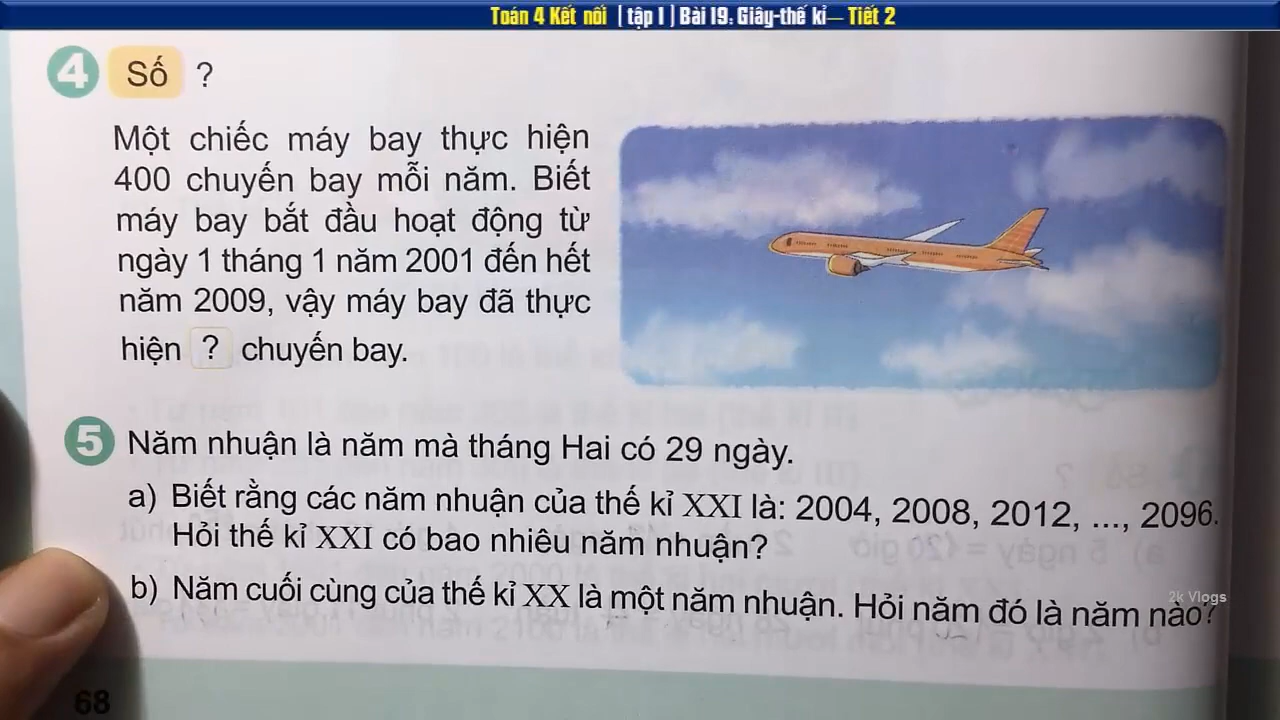 Toán 4 Kết nối ( tập 1 ) Bài 19: Giây-thế kỉ— Tiết 2
4 Số ?
Một chiếc máy bay thực hiện
400 chuyến bay mỗi năm. Biết
máy bay bắt đầu hoạt động từ
ngày 1 tháng 1 năm 2001 đến hết
năm 2009, vậy máy bay đã thực
hiện ? chuyến bay.
5 Năm nhuận là năm mà tháng Hai có 29 ngày.
a) Biết rằng các năm nhuận của thế kỉ XXI là: 2004, 2008, 2012, ..., 2096.
Hỏi thế kỉ XXI có bao nhiêu năm nhuận?
b) Năm cuối cùng của thế kỉ XX là một năm nhuận. Hỏi năm đó là năm nào?
2k Vlogs
68